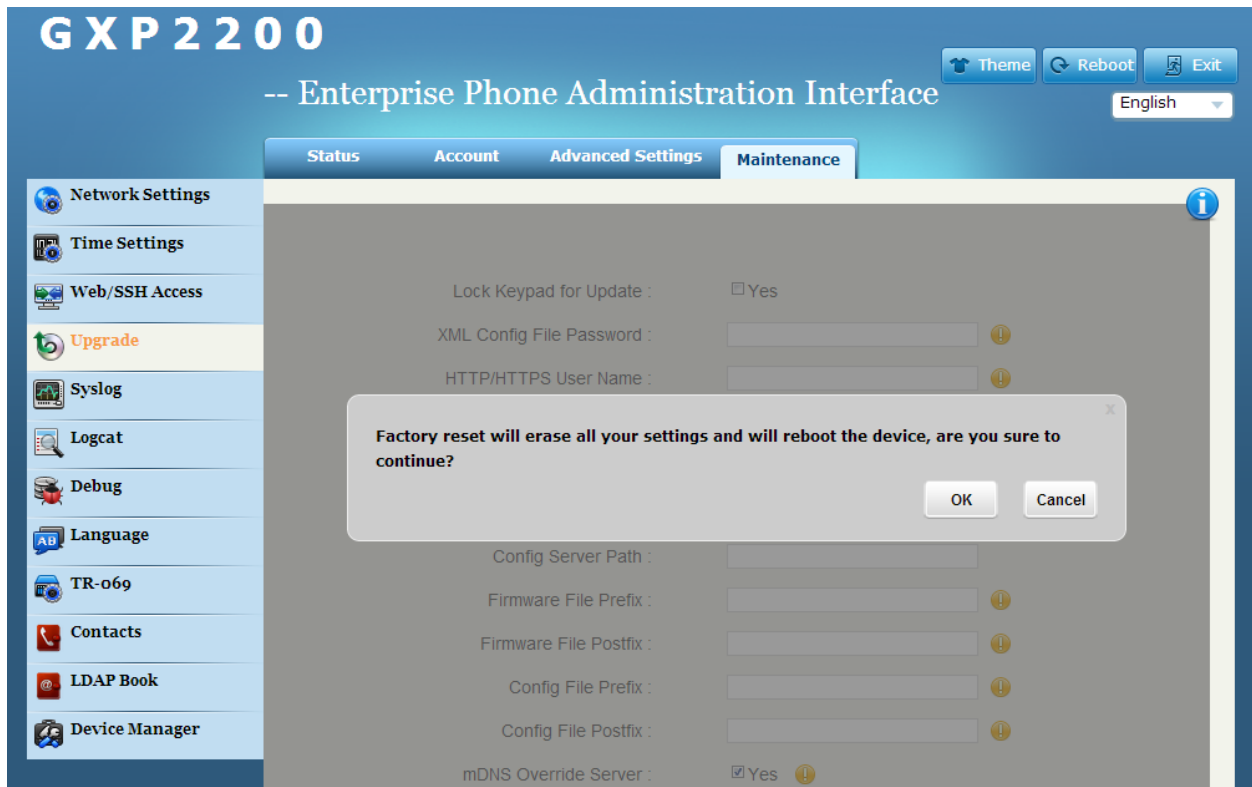 GXP2200
-- Enterprise Phone Administration Interface
Theme
Reboot
Exit
English
Status
Account
Advanced Settings
Maintenance
Network Settings
Time Settings
Web/SSH Access
Upgrade
Syslog
Logcat
Debug
Language
TR-069
Contacts
LDAP Book
Device Manager
Lock Keypad for Update :
Yes
XML Config File Password :
HTTP/HTTPS User Name :
x
Factory reset will erase all your settings and will reboot the device, are you sure to
continue?
OK
Cancel
Config Server Path :
Firmware File Prefix :
Firmware File Postfix :
Config File Prefix :
Config File Postfix :
mDNS Override Server :
Yes